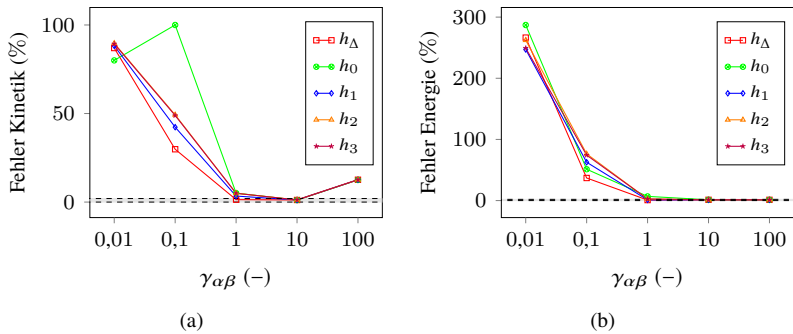 100
50
0
Fehler Kinetik (%)
0,01
0,1
1
10
100
γαβ (–)
hΔ
h0
h1
h2
h3
(a)
300
200
100
0
Fehler Energie (%)
0,01
0,1
1
10
100
γαβ (–)
hΔ
h0
h1
h2
h3
(b)